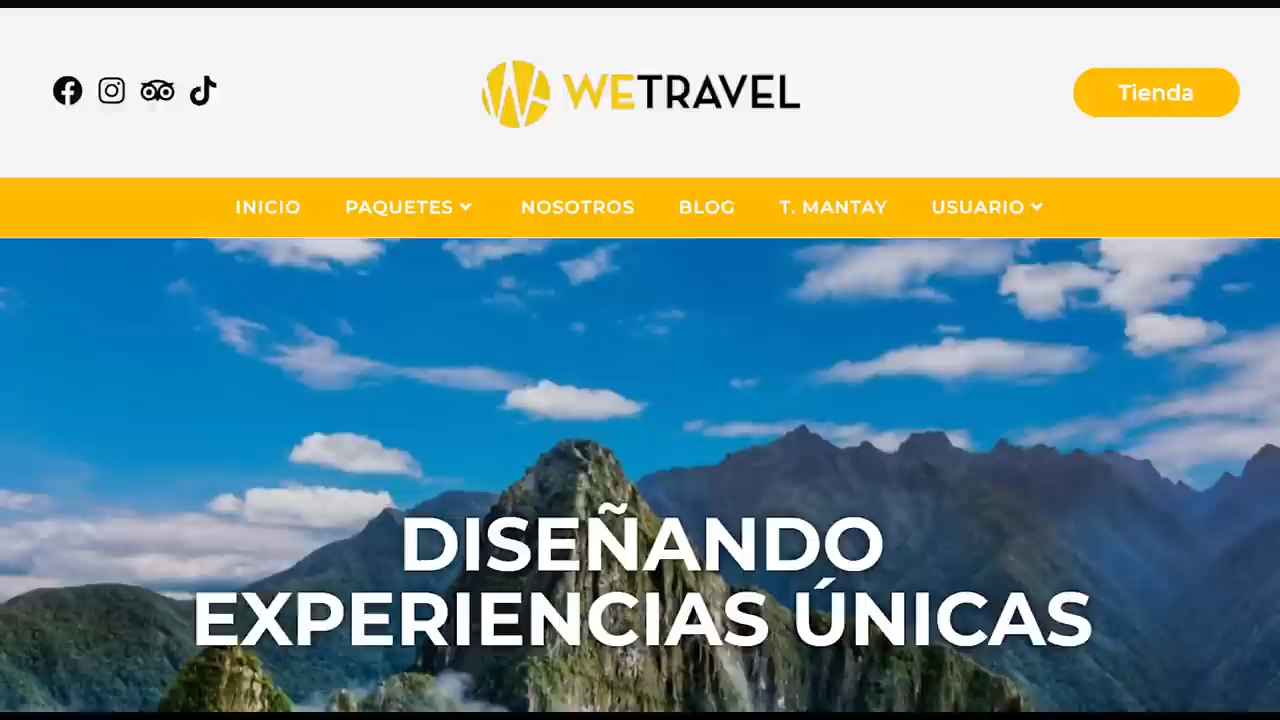 WETRAVEL
Tienda
INICIO PAQUETES NOSOTROS BLOG T. MANTAY USUARIO
DISEÑANDO
EXPERIENCIAS ÚNICAS